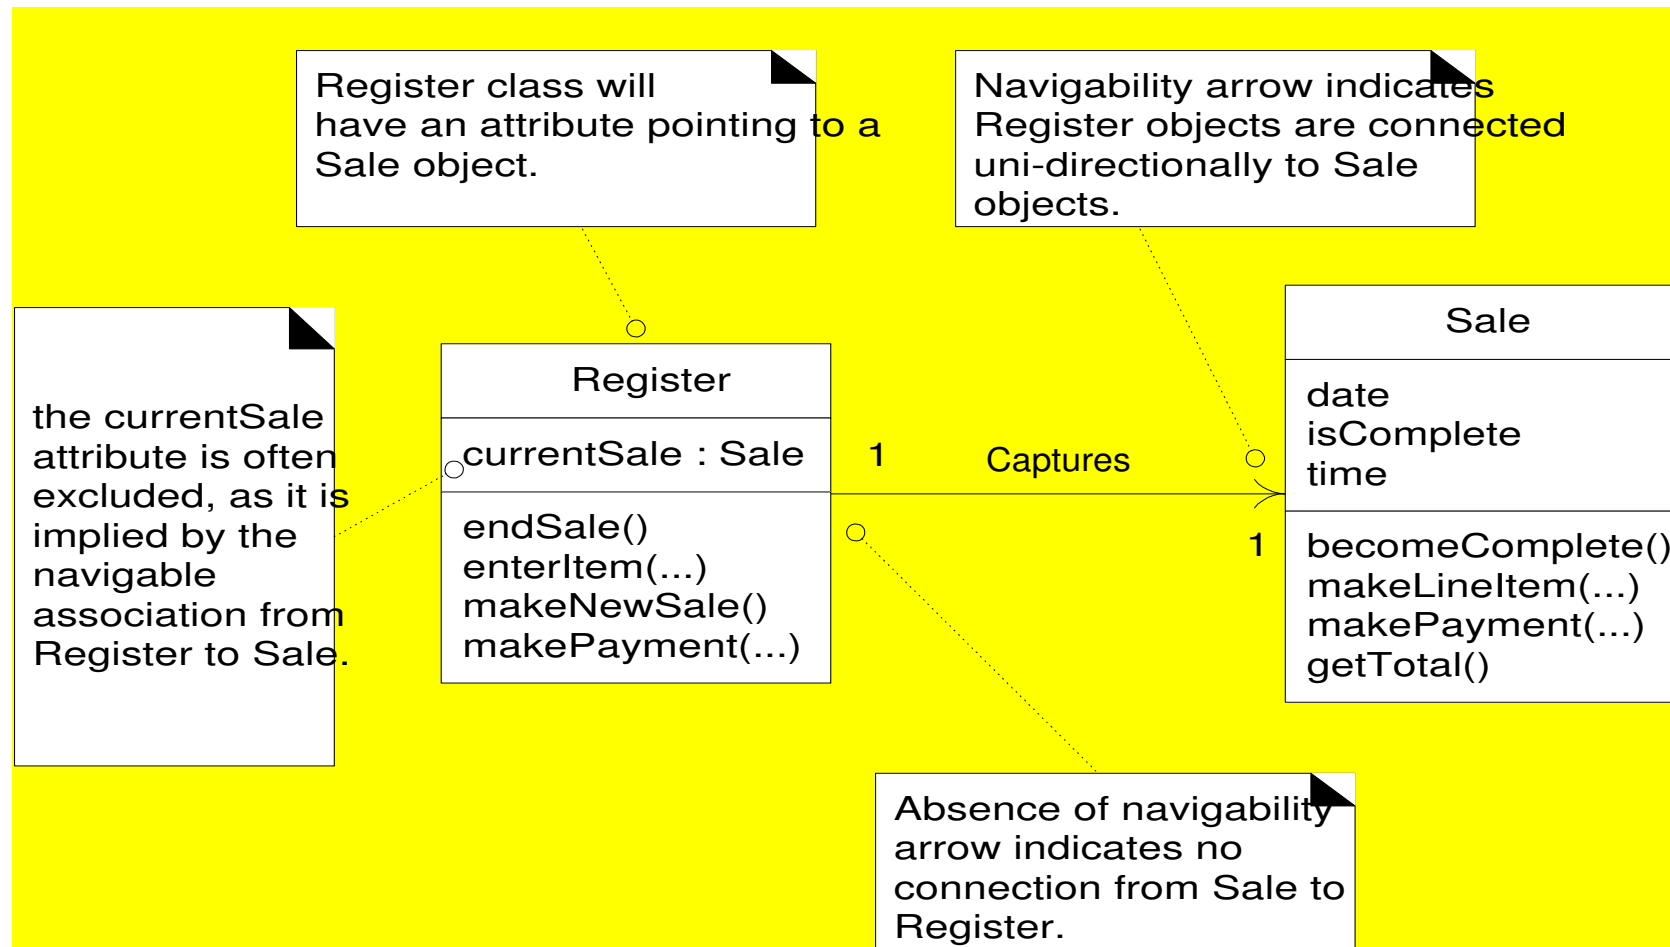 Register class will
have an attribute pointing to a
Sale object.
Navigability arrow indicates
Register objects are connected
uni-directionally to Sale
objects.
the currentSale
attribute is often
excluded, as it is
implied by the
navigable
association from
Register to Sale.
Register
currentSale : Sale
endSale()
enterItem(...)
makeNewSale()
makePayment(...)
1
Captures
1
Sale
date
isComplete
time
becomeComplete()
makeLineItem(...)
makePayment(...)
getTotal()
Absence of navigability
arrow indicates no
connection from Sale to
Register.